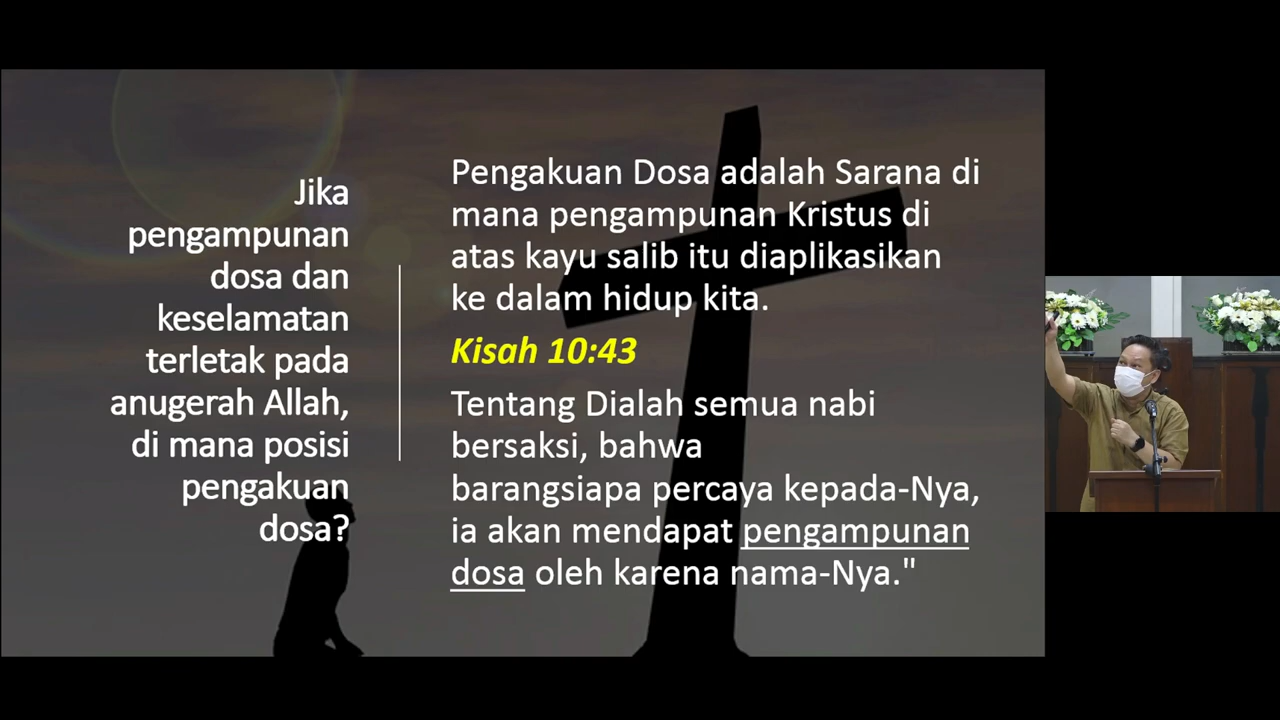 Jika
pengampunan
dosa dan
keselamatan
terletak pada
anugerah Allah,
di mana posisi
pengakuan
dosa?
Pengakuan Dosa adalah Sarana di
mana pengampunan Kristus di
atas kayu salib itu diaplikasikan
ke dalam hidup kita.
Kisah 10:43
Tentang Dialah semua nabi
bersaksi, bahwa
barangsiapa percaya kepada-Nya,
ia akan mendapat pengampunan
dosa oleh karena nama-Nya."